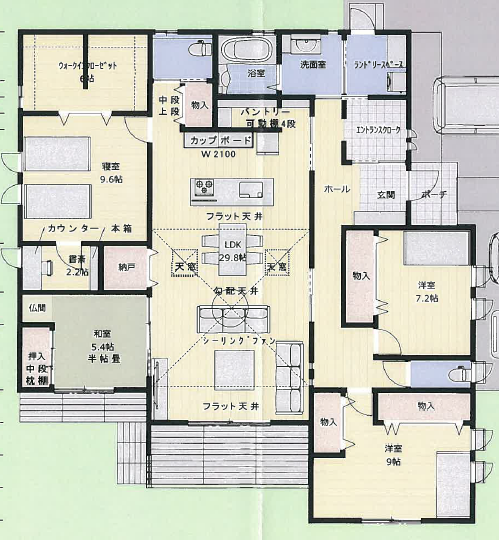 ウォークインクローゼット
6帖
中段
上段
物入
浴室
洗面室
ランドリースペース
パントリー
可動棚4段
カップボード
W2100
エントランスクローク
寝室
9.6帖
フラット天井
ホール
玄関
ポーチ
カウンター
本箱
書斎
2.2帖
納戸
LDK
29.8帖
天窓
天窓
勾配天井
物入
洋室
7.2帖
仏間
和室
5.4帖
半帖畳
押入
中段
枕棚
シーリングファン
フラット天井
物入
物入
洋室
9帖